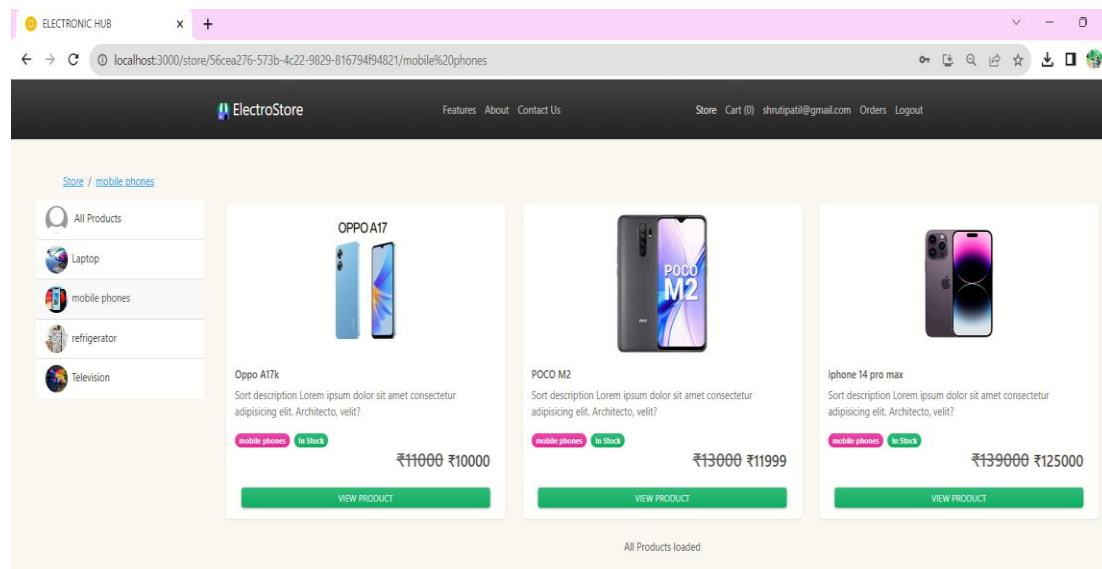 ELECTRONIC HUB
localhost:3000/store/56cea276-573b-4c22-9829-816794f94821/mobile%20phones
ElectroStore
Features About Contact Us
Store Cart (0) shrutipatil@gmail.com Orders Logout
Store / mobile phones
All Products
Laptop
mobile phones
refrigerator
Television
OPPO A17
Oppo A17k
Sort description Lorem ipsum dolor sit amet consectetur
adipisicing elit. Architecto, velit?
mobile phones In Stock
₹11000 ₹10000
VIEW PRODUCT
POCO
M2
POCO M2
Sort description Lorem ipsum dolor sit amet consectetur
adipisicing elit. Architecto, velit?
mobile phones In Stock
₹13000 ₹11999
VIEW PRODUCT
iphone 14 pro max
Sort description Lorem ipsum dolor sit amet consectetur
adipisicing elit. Architecto, velit?
mobile phones In Stock
₹139000 ₹125000
VIEW PRODUCT
All Products loaded